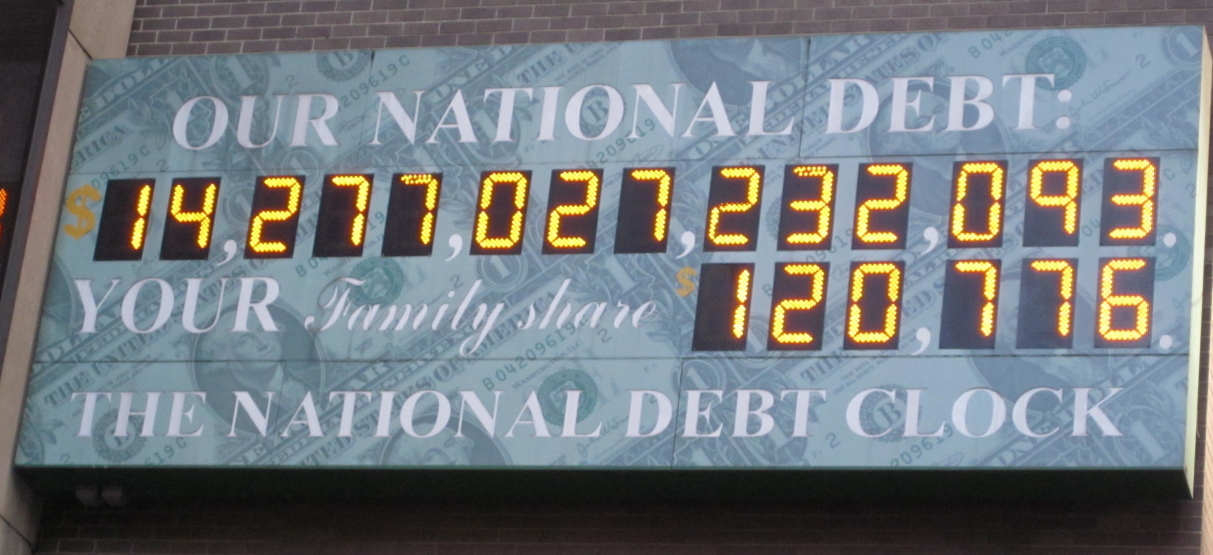 OUR NATIONAL DEBT:
$14,277,027,232,093.
YOUR Family share $120,776.
THE NATIONAL DEBT CLOCK